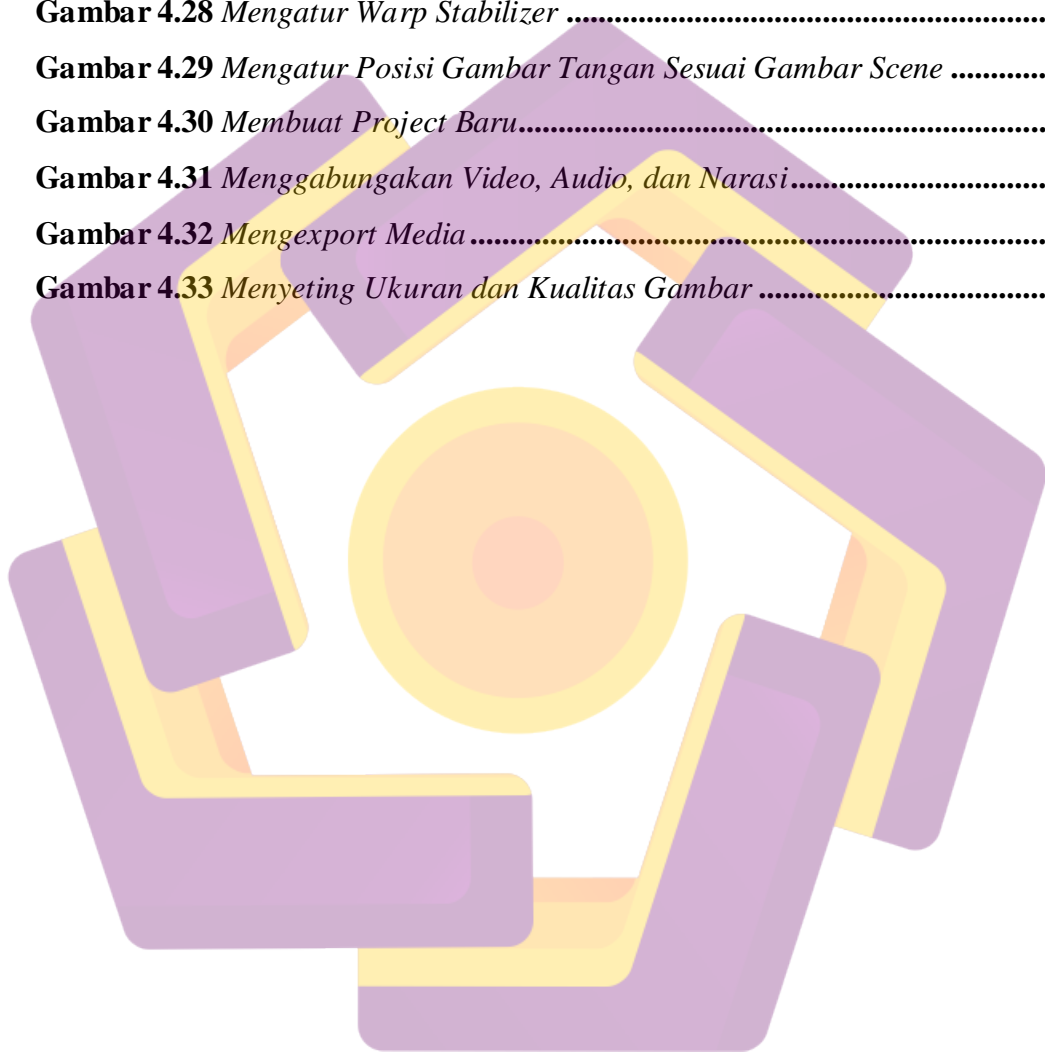 Gambar 4.28 Mengatur Warp Stabilizer ............................................................
Gambar 4.29 Mengatur Posisi Gambar Tangan Sesuai Gambar Scene ............
Gambar 4.30 Membuat Project Baru..................................................................
Gambar 4.31 Menggabungakan Video, Audio, dan Narasi................................
Gambar 4.32 Mengexport Media........................................................................
Gambar 4.33 Menyeting Ukuran dan Kualitas Gambar ....................................